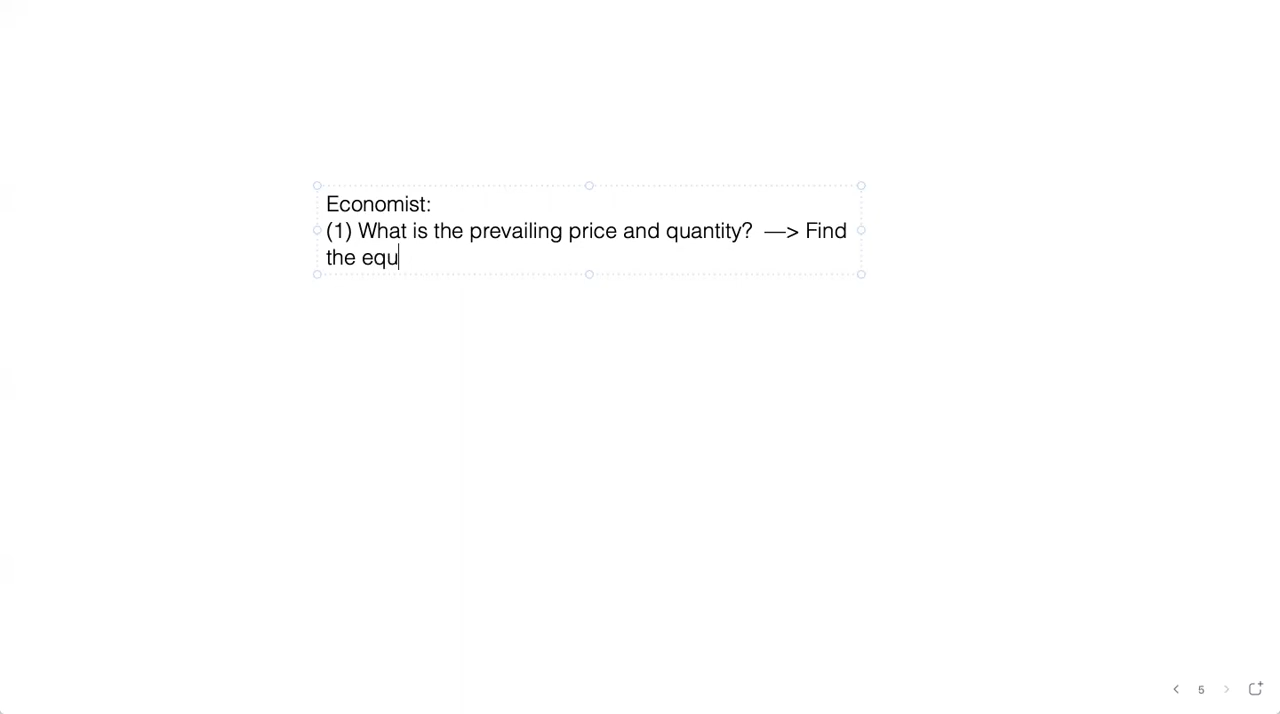 Economist:
(1) What is the prevailing price and quantity?  —> Find
the equ
5